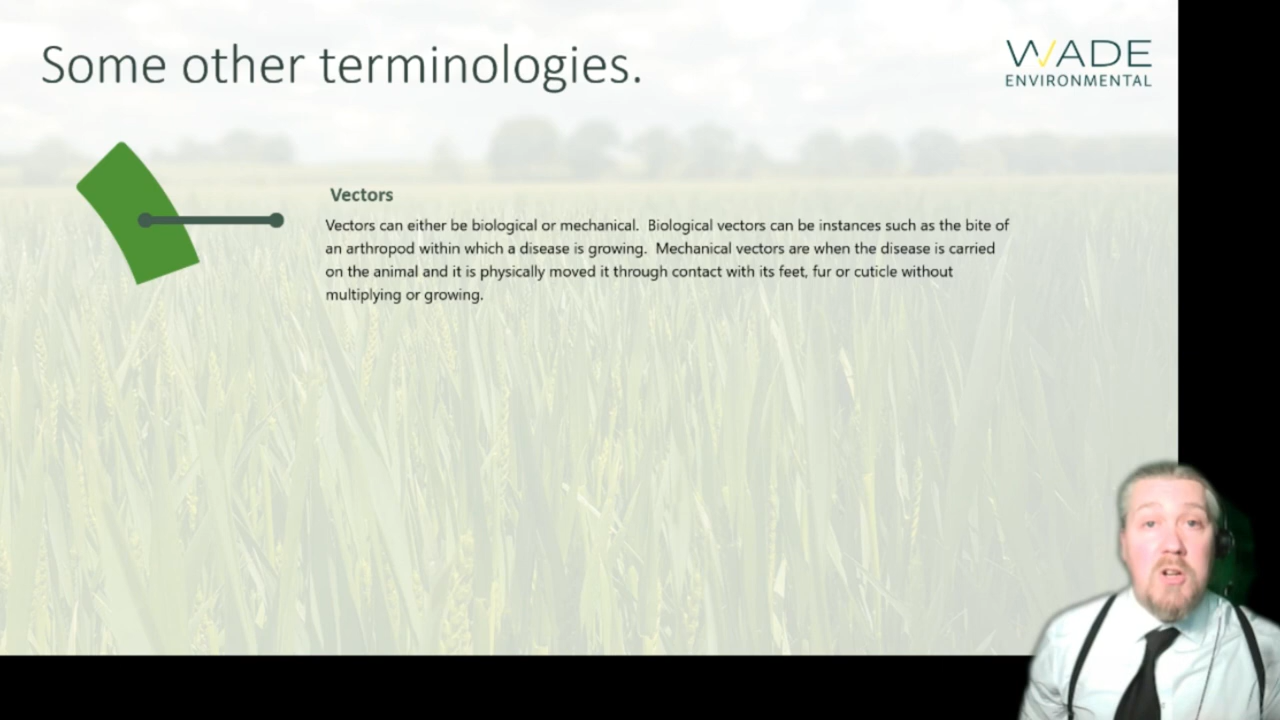 Some other terminologies.
WADE
ENVIRONMENTAL
Vectors
Vectors can either be biological or mechanical.  Biological vectors can be instances such as the bite of
an arthropod within which a disease is growing.  Mechanical vectors are when the disease is carried
on the animal and it is physically moved it through contact with its feet, fur or cuticle without
multiplying or growing.